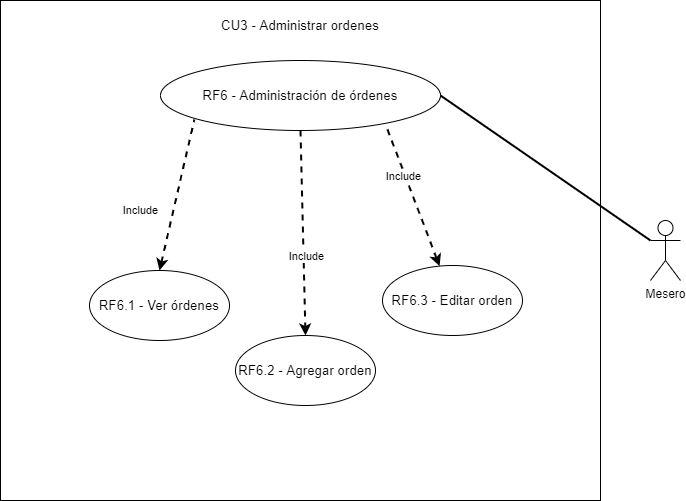 CU3 - Administrar ordenes
RF6 - Administración de órdenes
Include
Include
Include
RF6.1 - Ver órdenes
RF6.2 - Agregar orden
RF6.3 - Editar orden
Mesero